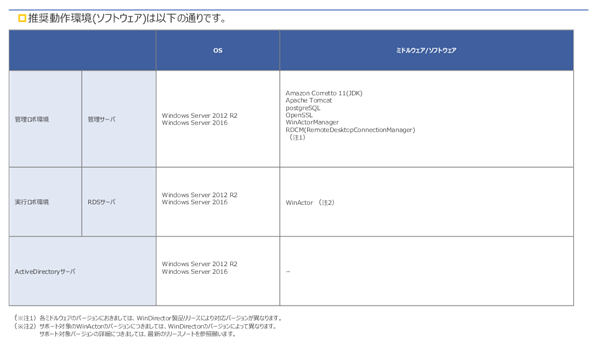 推奨動作環境(ソフトウェア)は以下の通りです。
OS
ミドルウェア/ソフトウェア
管理ロボ環境
管理サーバ
Windows Server 2012 R2
Windows Server 2016
Amazon Corretto 11(JDK)
Apache Tomcat
postgreSQL
OpenSSL
WinActorManager
RDCM(RemoteDesktopConnectionManager)
（注1）
実行ロボ環境
RDSサーバ
Windows Server 2012 R2
Windows Server 2016
WinActor （注2）
ActiveDirectoryサーバ
Windows Server 2012 R2
Windows Server 2016
－
（※注1）各ミドルウェアのバージョンにおきましては、WinDirector製品リリースにより対応バージョンが異なります。
（※注2）サポート対象のWinActorのバージョンにつきましては、WinDirectorのバージョンによって異なります。
サポート対象バージョンの詳細につきましては、最新のリリースノートを参照願います。